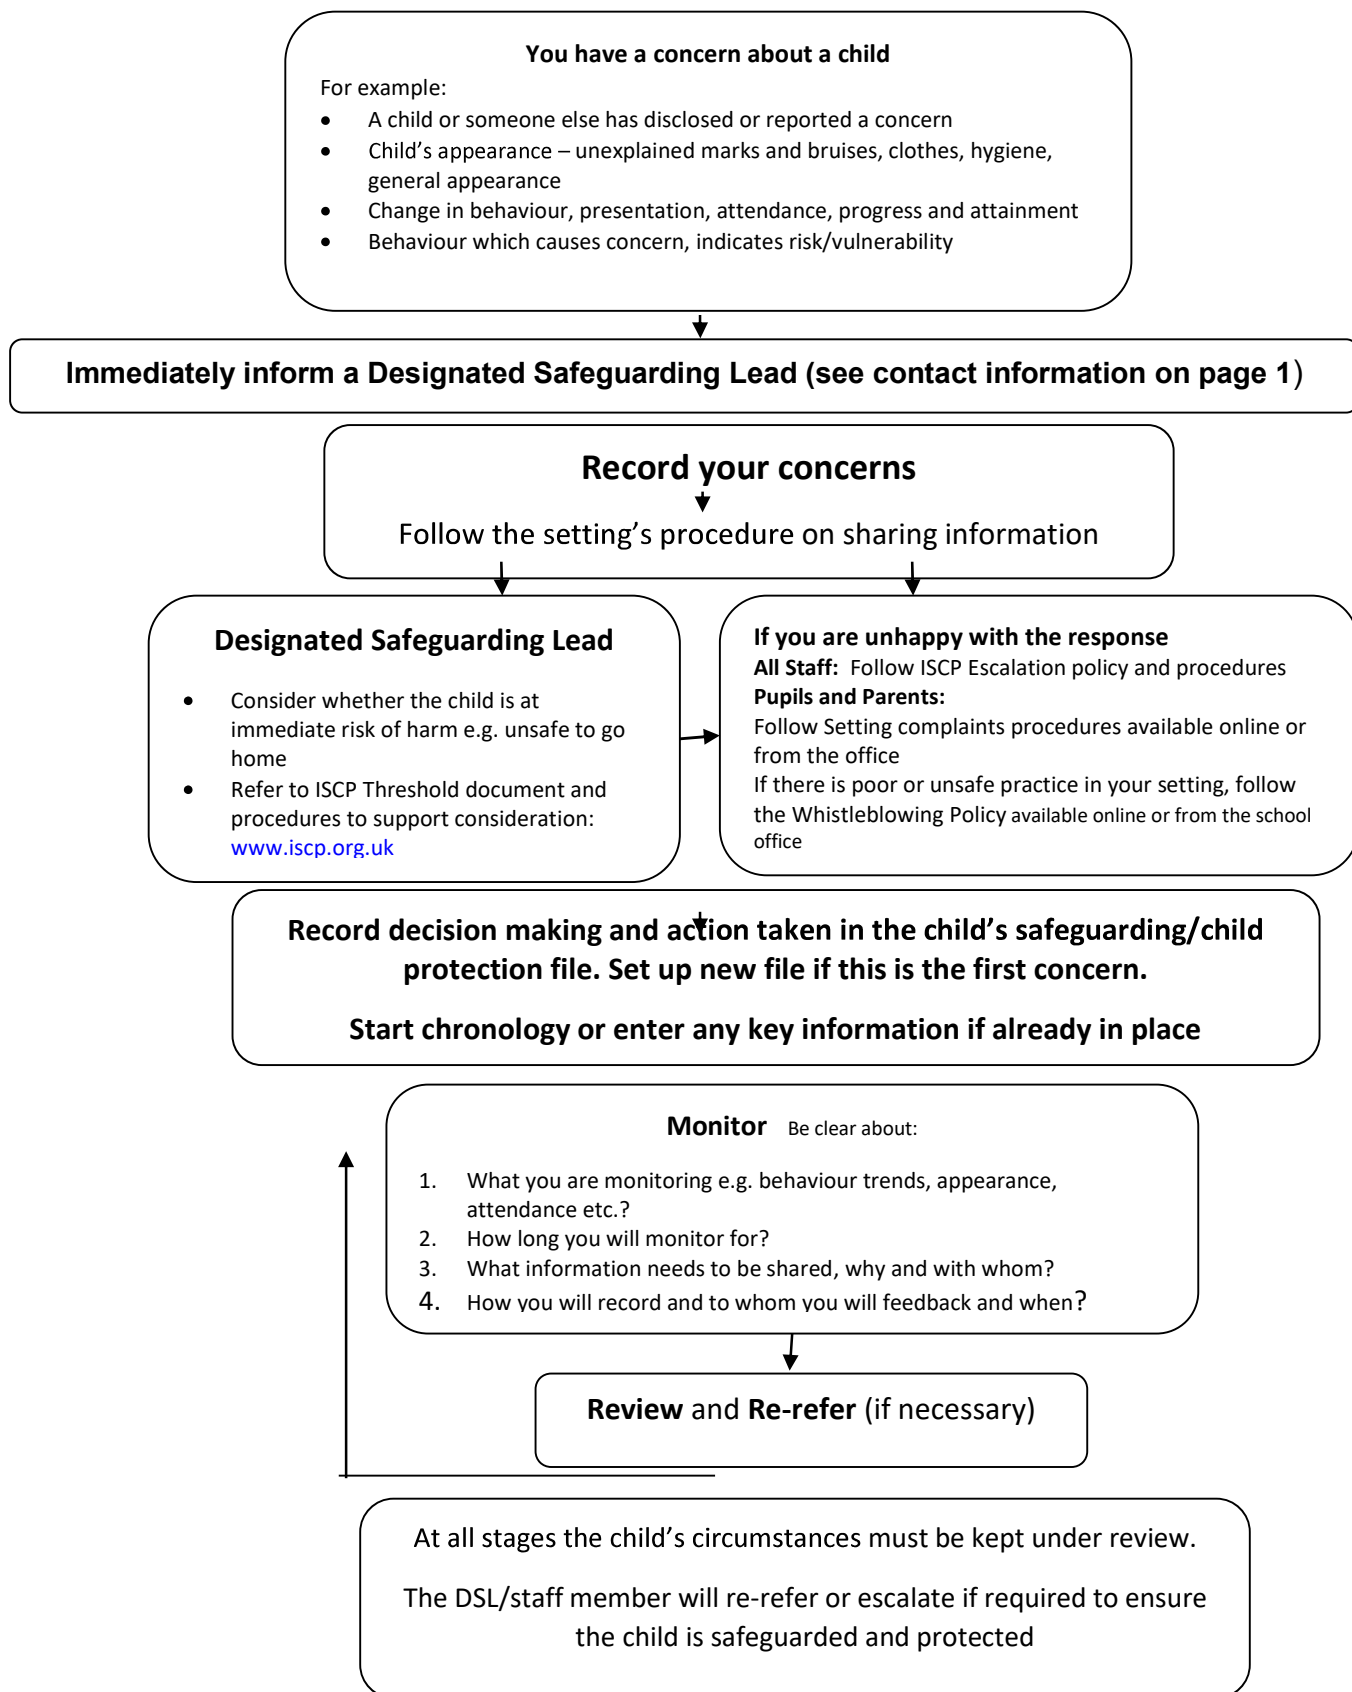 You have a concern about a child
For example:
• A child or someone else has disclosed or reported a concern
• Child’s appearance – unexplained marks and bruises, clothes, hygiene,
general appearance
• Change in behaviour, presentation, attendance, progress and attainment
• Behaviour which causes concern, indicates risk/vulnerability
Immediately inform a Designated Safeguarding Lead (see contact information on page 1)
Record your concerns
Follow the setting’s procedure on sharing information
Designated Safeguarding Lead
• Consider whether the child is at
immediate risk of harm e.g. unsafe to go
home
• Refer to ISCP Threshold document and
procedures to support consideration:
www.iscp.org.uk
If you are unhappy with the response
All Staff: Follow ISCP Escalation policy and procedures
Pupils and Parents:
Follow Setting complaints procedures available online or
from the office
If there is poor or unsafe practice in your setting, follow
the Whistleblowing Policy available online or from the school
office
Record decision making and action taken in the child’s safeguarding/child
protection file. Set up new file if this is the first concern.
Start chronology or enter any key information if already in place
Monitor Be clear about:
1. What you are monitoring e.g. behaviour trends, appearance,
attendance etc.?
2. How long you will monitor for?
3. What information needs to be shared, why and with whom?
4. How you will record and to whom you will feedback and when?
Review and Re-refer (if necessary)
At all stages the child’s circumstances must be kept under review.
The DSL/staff member will re-refer or escalate if required to ensure
the child is safeguarded and protected